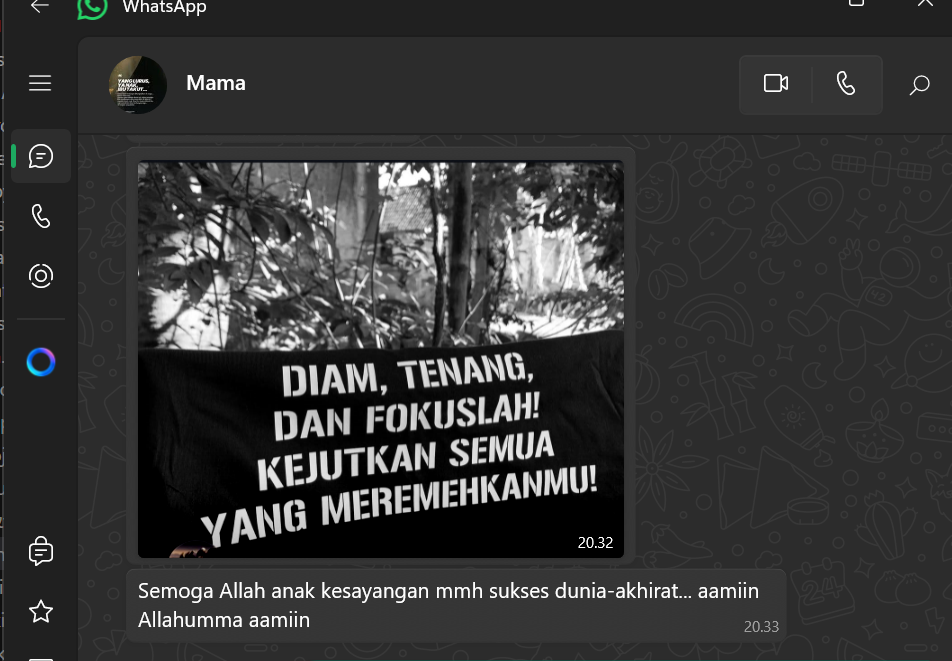 WhatsApp
Mama
DIAM, TENANG,
DAN FOKUSLAH!
KEJUTKAN SEMUA
YANG MEREMEHKANMU!
20.32
Semoga Allah anak kesayangan mmh sukses dunia-akhirat... aamiin
Allahumma aamiin
20.33